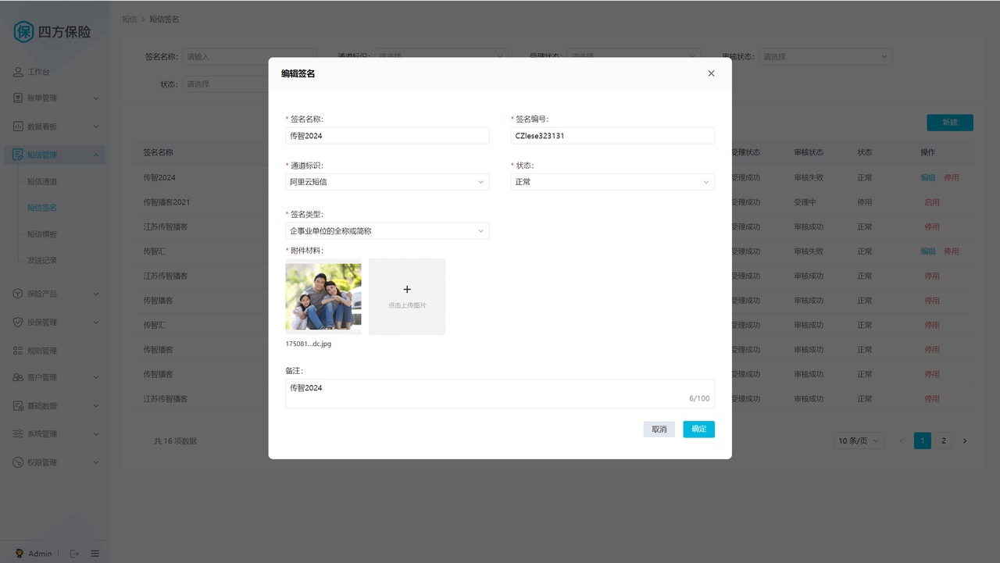 四方保险
短信 > 短信签名
签名名称: 请输入 通道标识: 请选择 受理状态: 请选择 审核状态: 请选择
状态: 请选择
工作台
账单管理
数据看板
短信管理
短信通道
短信签名
短信模板
发送记录
保险产品
投保管理
规则管理
客户管理
基础数据
系统管理
权限管理
Admin
新建
签名名称 受理状态 审核状态 状态 操作
传智2024 受理成功 审核失败 正常 编辑 停用
传智播客2021 受理成功 受理中 停用 启用
江苏传智播客 受理成功 审核成功 正常 停用
传智汇 受理成功 审核失败 正常 编辑 停用
江苏传智播客 受理成功 审核成功 正常 停用
传智播客 受理成功 审核成功 正常 停用
传智汇 受理成功 审核成功 正常 停用
传智播客 受理成功 审核成功 正常 停用
传智播客 受理成功 审核成功 正常 停用
江苏传智播客 受理成功 审核成功 正常 停用
共 16 项数据 10 条/页 1 2
编辑签名
* 签名名称: * 签名编号:
传智2024 CZlese323131
* 通道标识: * 状态:
阿里云短信 正常
* 签名类型:
企事业单位的全称或简称
* 附件材料:
点击上传图片
175081...dc.jpg
备注:
传智2024
6/100
取消 确定